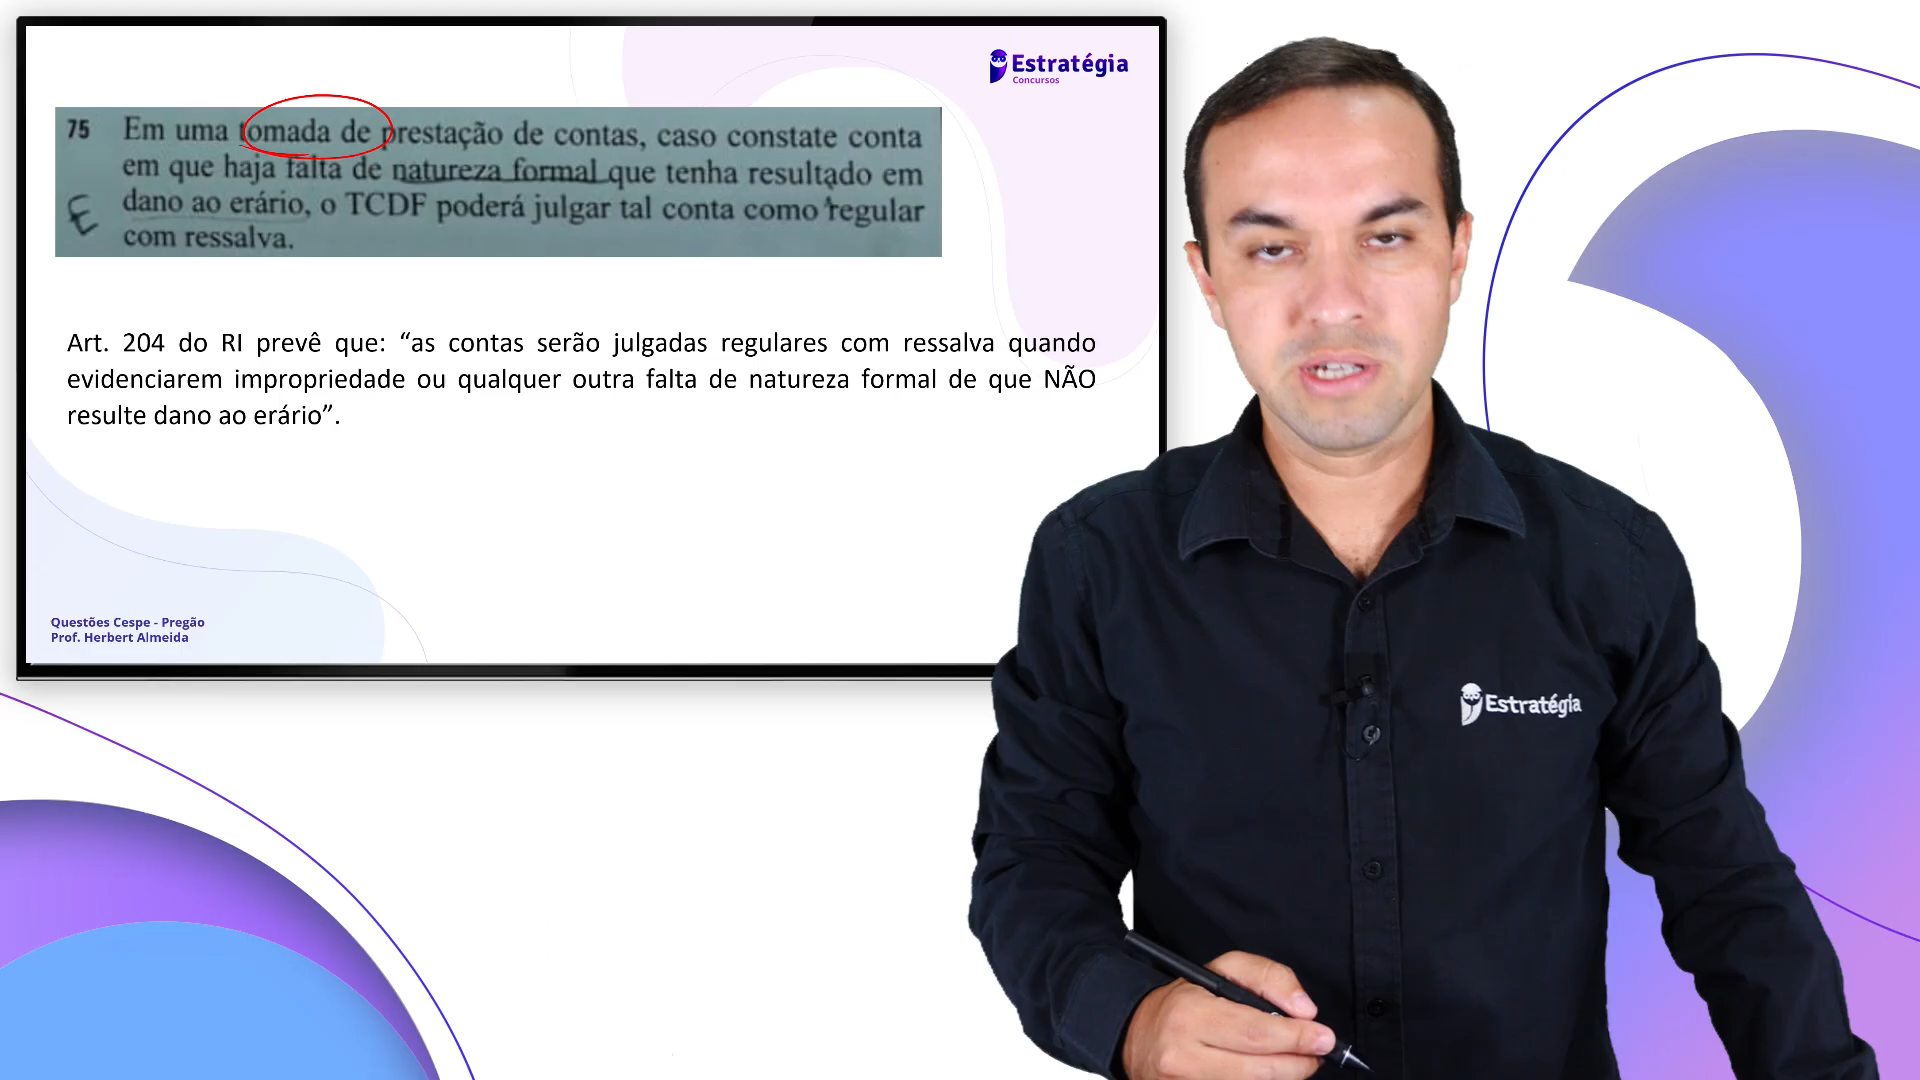 Estratégia
Concursos
75 Em uma tomada de prestação de contas, caso constate conta
em que haja falta de natureza formal que tenha resultado em
dano ao erário, o TCDF poderá julgar tal conta como regular
com ressalva.
E
Art. 204 do RI prevê que: “as contas serão julgadas regulares com ressalva quando
evidenciarem impropriedade ou qualquer outra falta de natureza formal de que NÃO
resulte dano ao erário”.
Questões Cespe - Pregão
Prof. Herbert Almeida
Estratégia